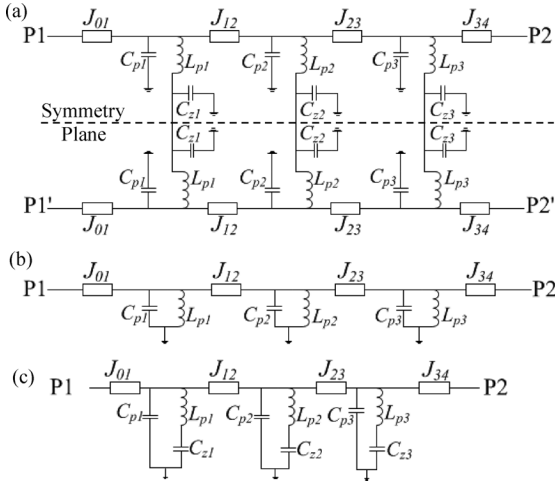 (a)
P1 J01 J12 J23 J34 P2
Cp1 Lp1 Cp2 Lp2 Cp3 Lp3
Cz1 Cz2 Cz3
Symmetry
Plane
Cz1 Cz2 Cz3
Cp1 Lp1 Cp2 Lp2 Cp3 Lp3
P1' P2'
J01 J12 J23 J34
(b)
P1 J01 J12 J23 J34 P2
Cp1 Lp1 Cp2 Lp2 Cp3 Lp3
(c)
P1 J01 J12 J23 J34 P2
Cp1 Lp1 Cp2 Lp2 Cp3 Lp3
Cz1 Cz2 Cz3